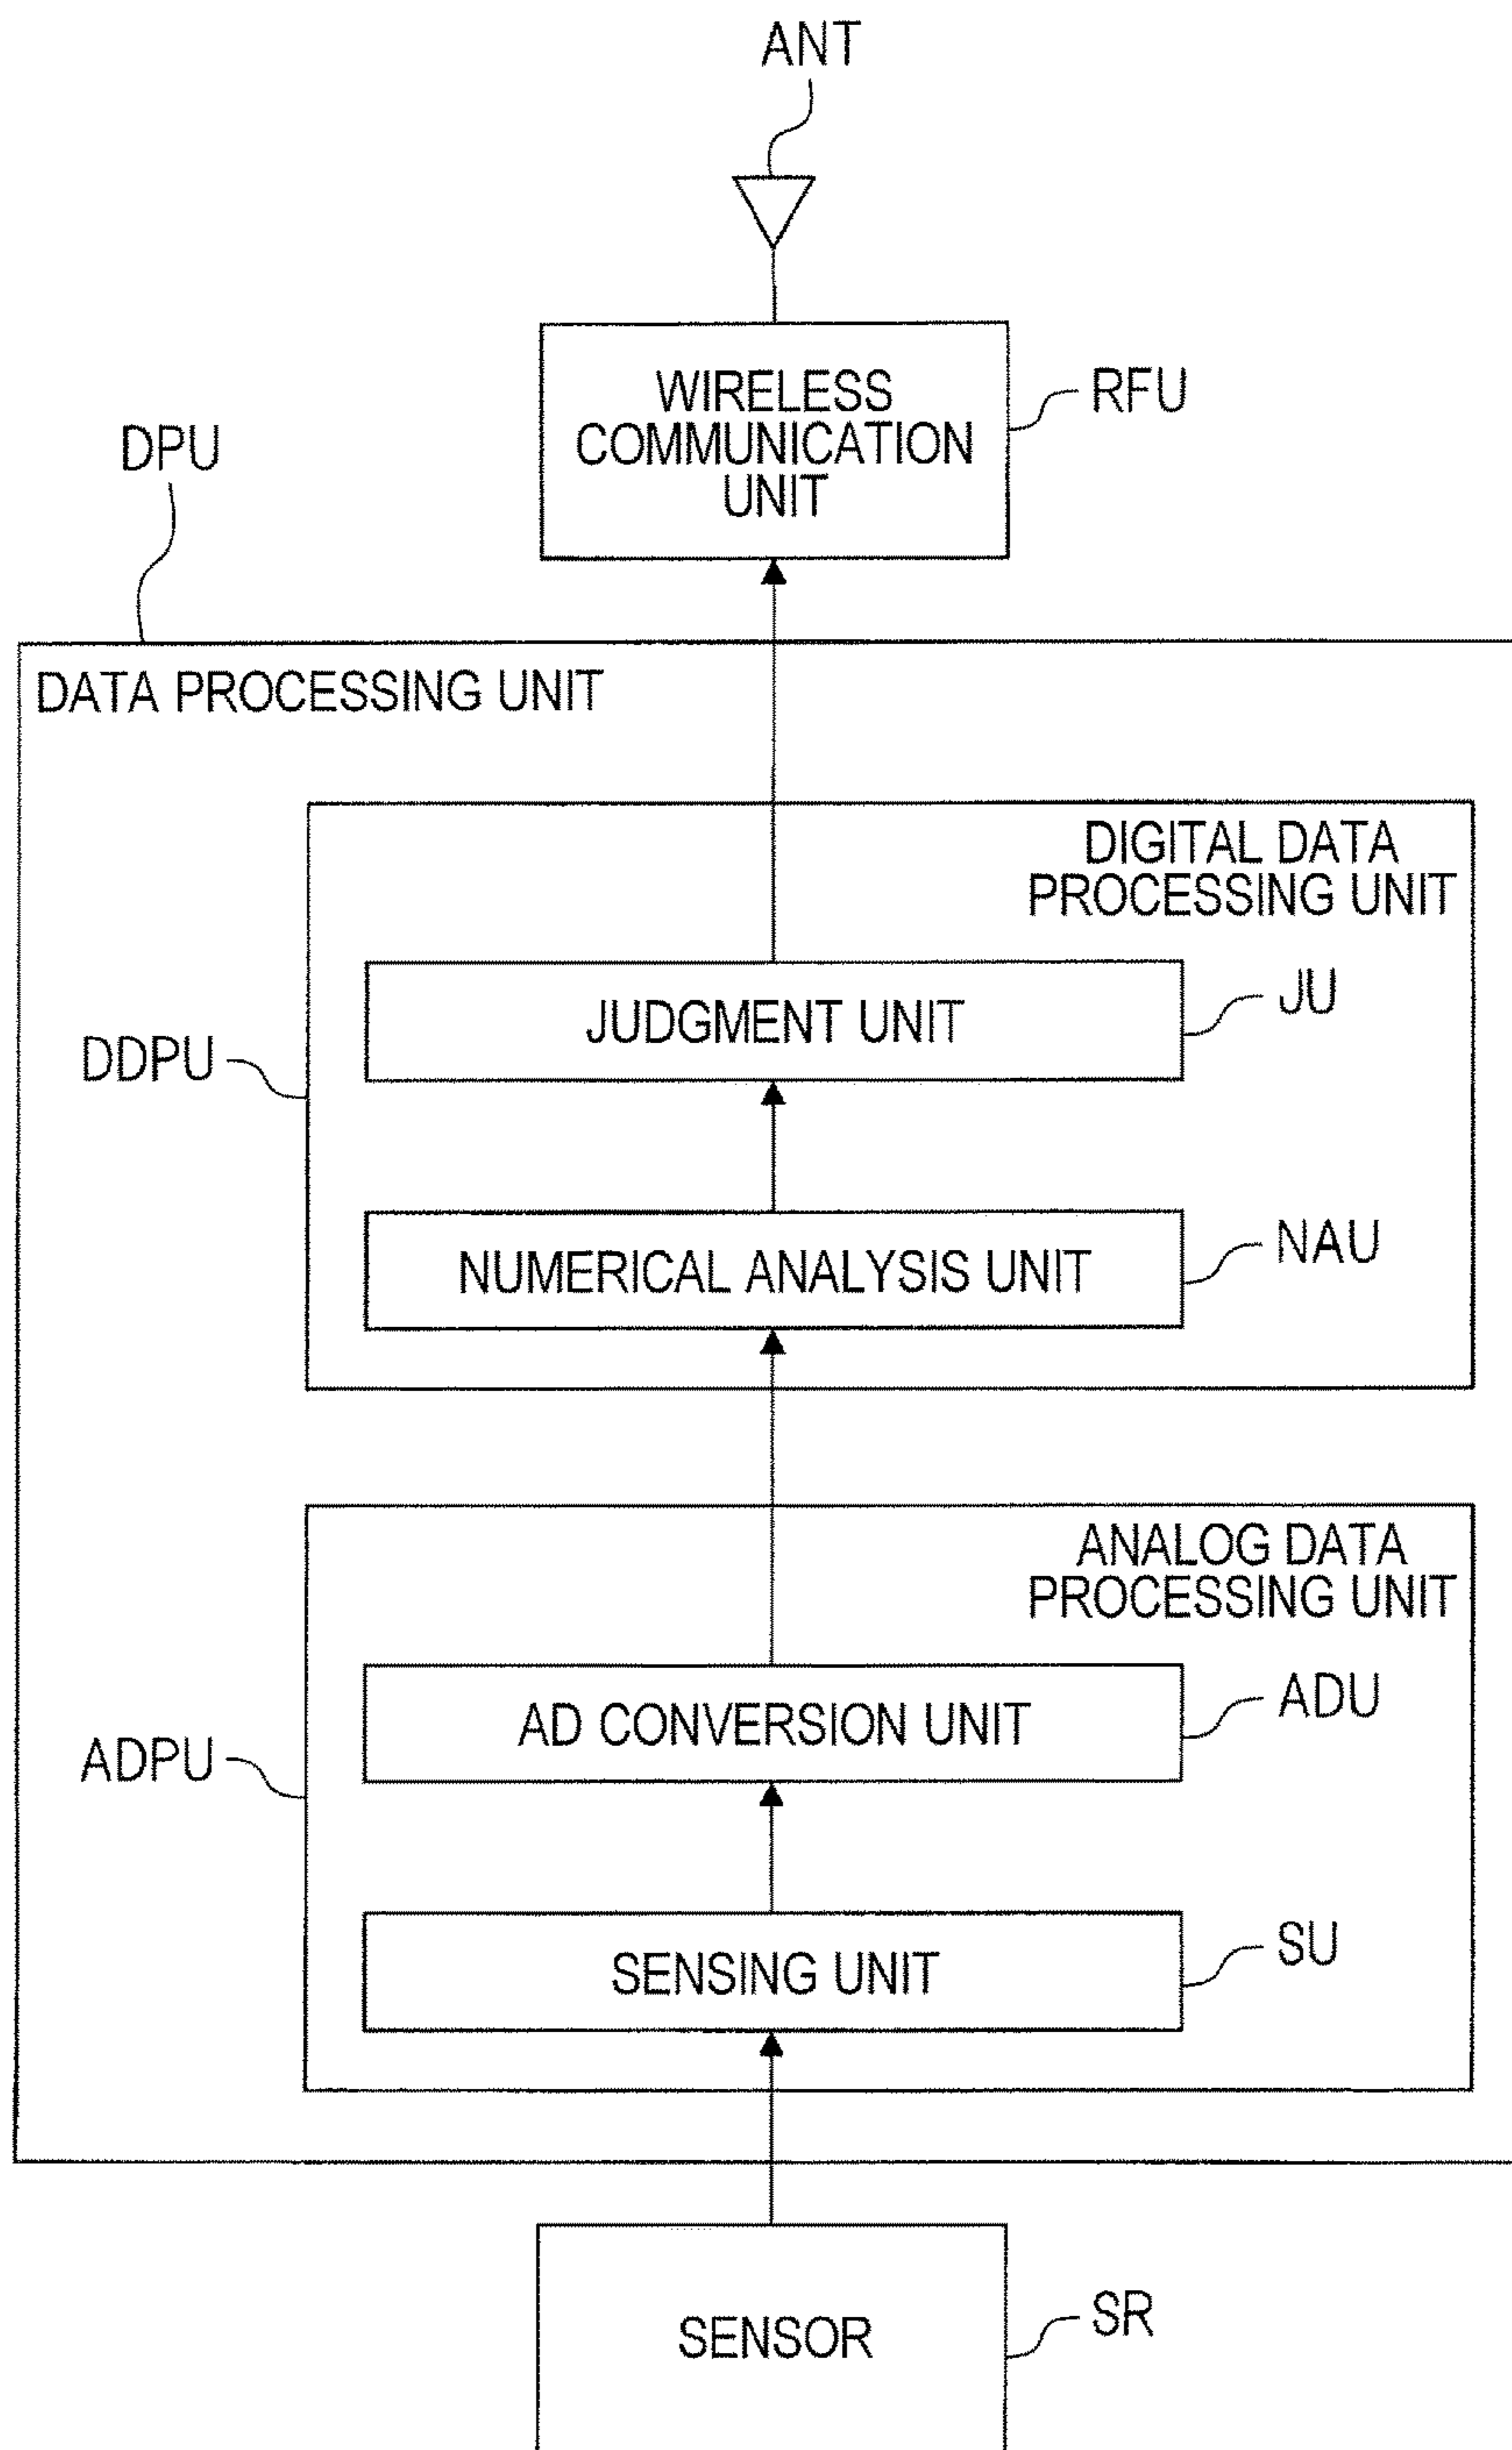 ANT
WIRELESS
COMMUNICATION
UNIT
RFU
DPU
DATA PROCESSING UNIT
DIGITAL DATA
PROCESSING UNIT
JUDGMENT UNIT
JU
DDPU
NUMERICAL ANALYSIS UNIT
NAU
ANALOG DATA
PROCESSING UNIT
AD CONVERSION UNIT
ADU
ADPU
SENSING UNIT
SU
SENSOR
SR